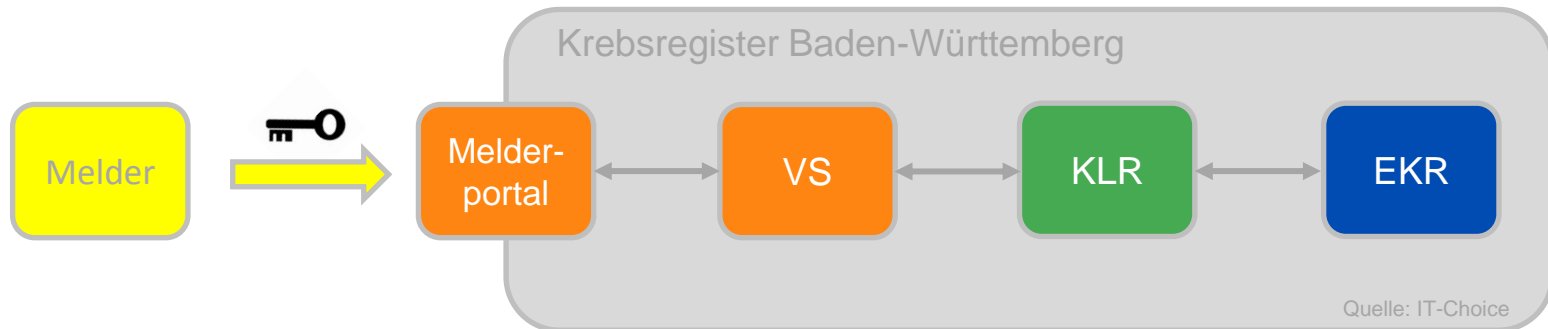 Krebsregister Baden-Württemberg
Melder
Melder-
portal
VS
KLR
EKR
Quelle: IT-Choice